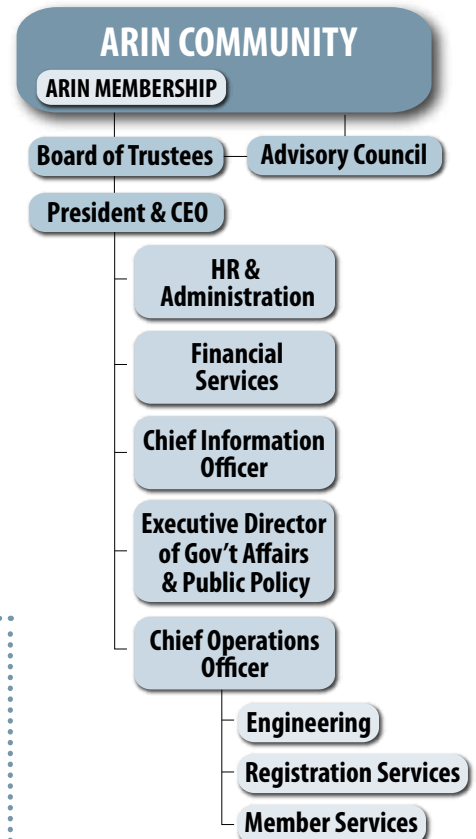 ARIN COMMUNITY
ARIN MEMBERSHIP
Board of Trustees
Advisory Council
President & CEO
HR &
Administration
Financial
Services
Chief Information
Officer
Executive Director
of Gov’t Affairs
& Public Policy
Chief Operations
Officer
Engineering
Registration Services
Member Services